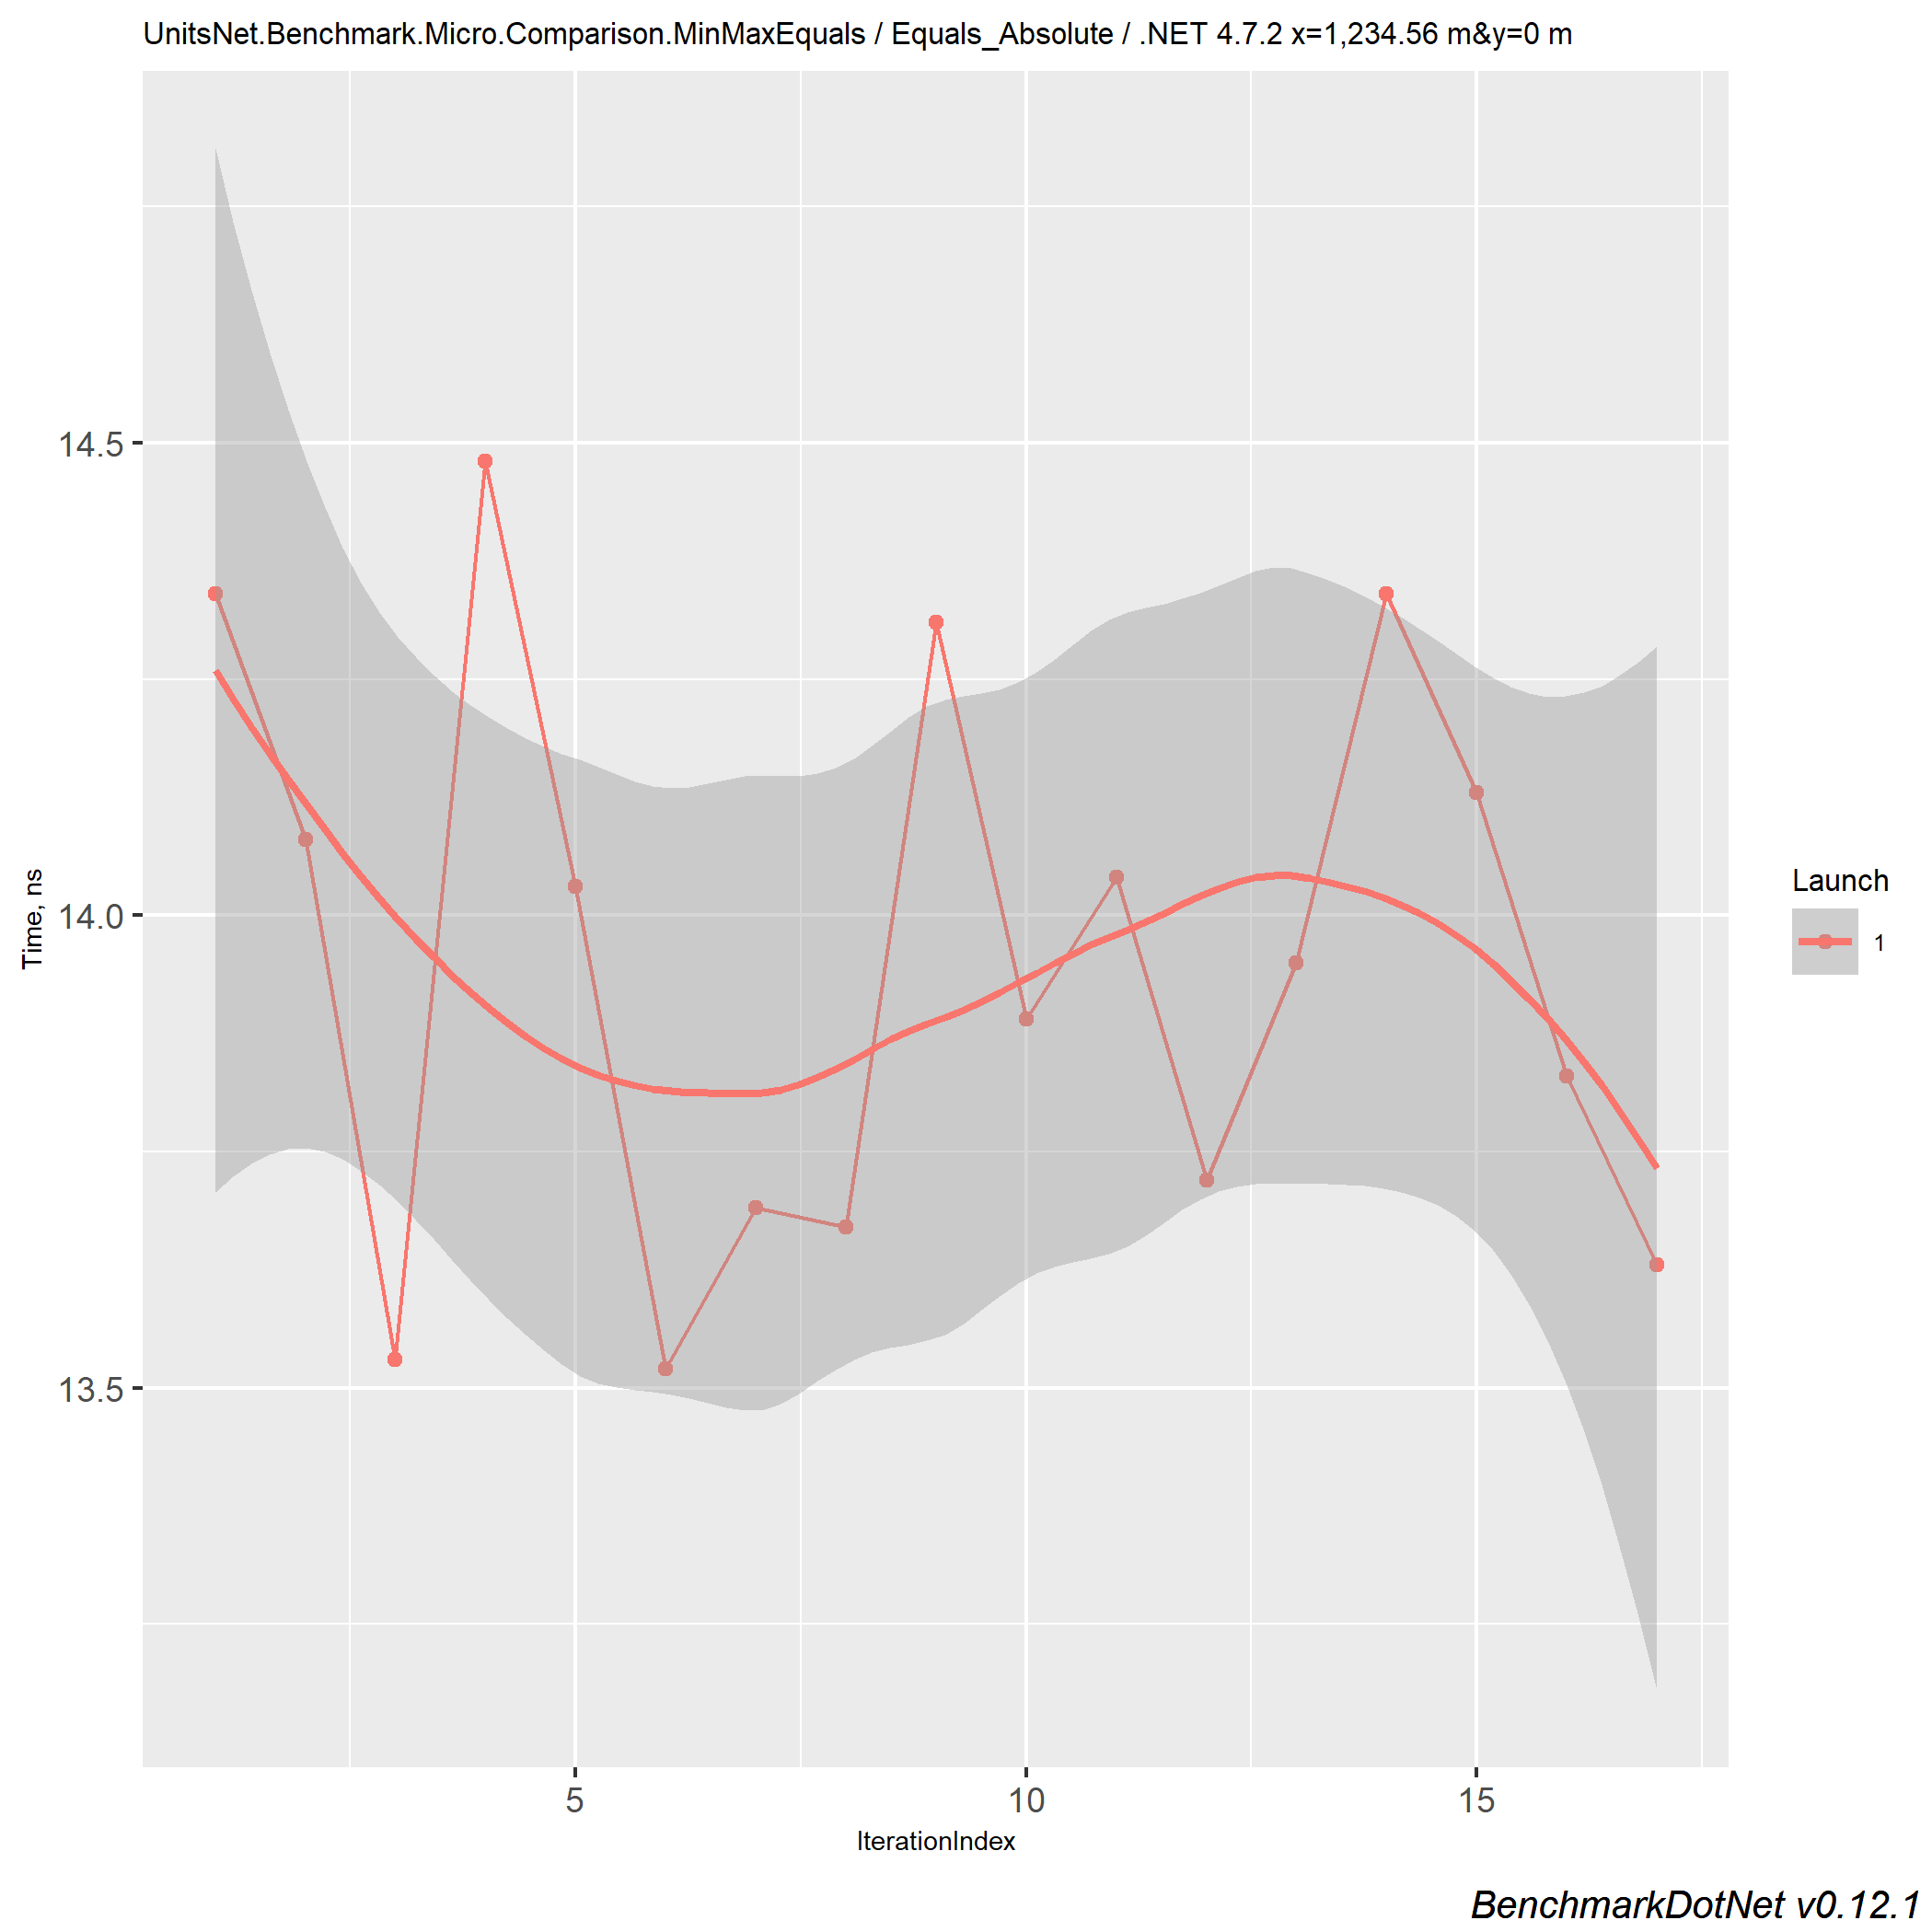 UnitsNet.Benchmark.Micro.Comparison.MinMaxEquals / Equals_Absolute / .NET 4.7.2 x=1,234.56 m&y=0 m
14.5
14.0
13.5
Time, ns
5
10
15
IterationIndex
Launch
1
BenchmarkDotNet v0.12.1